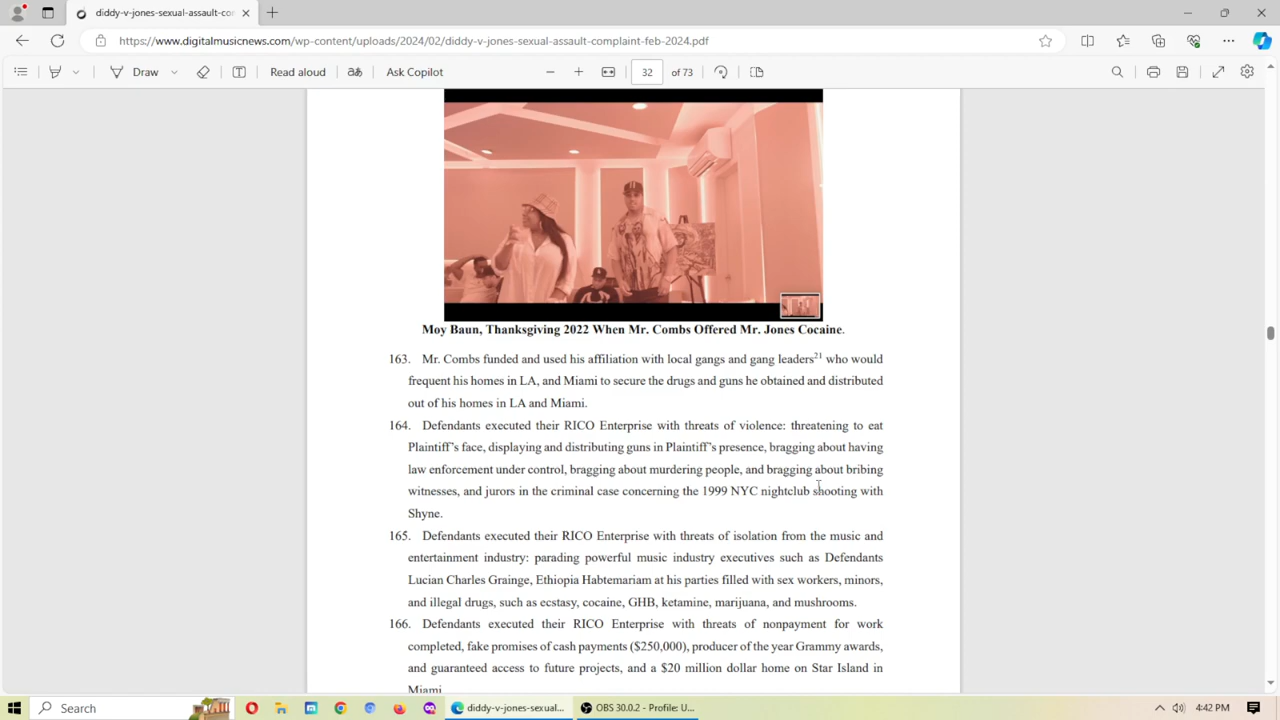 diddy-v-jones-sexual-assault-co
https://www.digitalmusicnews.com/wp-content/uploads/2024/02/diddy-v-jones-sexual-assault-complaint-feb-2024.pdf
Draw
Read aloud
Ask Copilot
32 of 73
Moy Baun, Thanksgiving 2022 When Mr. Combs Offered Mr. Jones Cocaine.
163. Mr. Combs funded and used his affiliation with local gangs and gang leaders21 who would
frequent his homes in LA, and Miami to secure the drugs and guns he obtained and distributed
out of his homes in LA and Miami.
164. Defendants executed their RICO Enterprise with threats of violence: threatening to eat
Plaintiff's face, displaying and distributing guns in Plaintiff's presence, bragging about having
law enforcement under control, bragging about murdering people, and bragging about bribing
witnesses, and jurors in the criminal case concerning the 1999 NYC nightclub shooting with
Shyne.
165. Defendants executed their RICO Enterprise with threats of isolation from the music and
entertainment industry: parading powerful music industry executives such as Defendants
Lucian Charles Grainge, Ethiopia Habtemariam at his parties filled with sex workers, minors,
and illegal drugs, such as ecstasy, cocaine, GHB, ketamine, marijuana, and mushrooms.
166. Defendants executed their RICO Enterprise with threats of nonpayment for work
completed, fake promises of cash payments ($250,000), producer of the year Grammy awards,
and guaranteed access to future projects, and a $20 million dollar home on Star Island in
Miami.
Search
diddy-v-jones-sexual...
OBS 30.0.2 - Profile: U...
4:42 PM